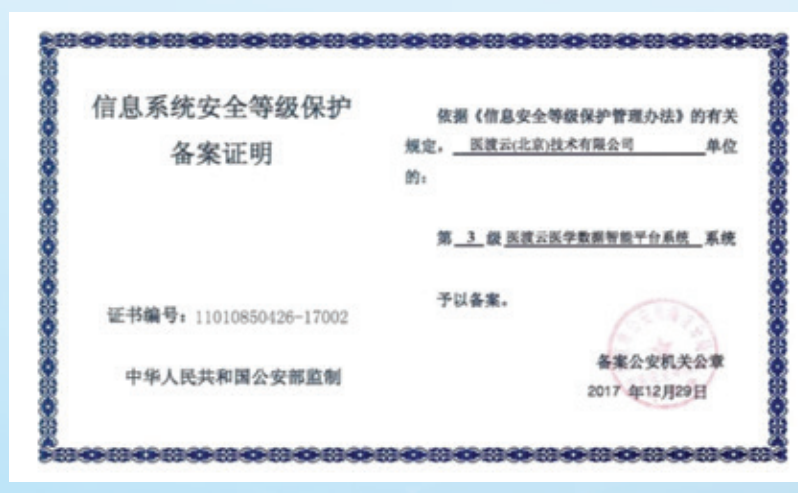 信息系统安全等级保护
备案证明
证书编号：11010850426-17002
中华人民共和国公安部监制
依据《信息安全等级保护管理办法》的有关
规定，医渡云(北京)技术有限公司单位
的：
第 3 级 医渡云医学数据智能平台系统 系统
予以备案。
备案公安机关公章
2017 年12月29日